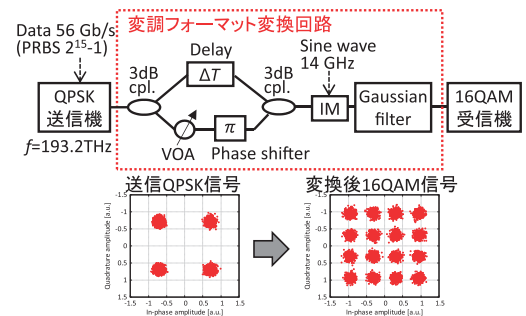 変調フォーマット変換回路
Data 56 Gb/s
(PRBS 2¹⁵-1)
Sine wave
14 GHz
Delay
3dB
cpl.
ΔT
3dB
cpl.
QPSK
送信機
IM
Gaussian
filter
16QAM
受信機
π
f=193.2THz
VOA
Phase shifter
送信QPSK信号
変換後16QAM信号
Quadrature amplitude [a.u.]
-1.5
-1
-0.5
0
0.5
1
1.5
-1.5 -1 -0.5 0 0.5 1 1.5
In-phase amplitude [a.u.]
Quadrature amplitude [a.u.]
-1.5
-1
-0.5
0
0.5
1
1.5
-1.5 -1 -0.5 0 0.5 1 1.5
In-phase amplitude [a.u.]